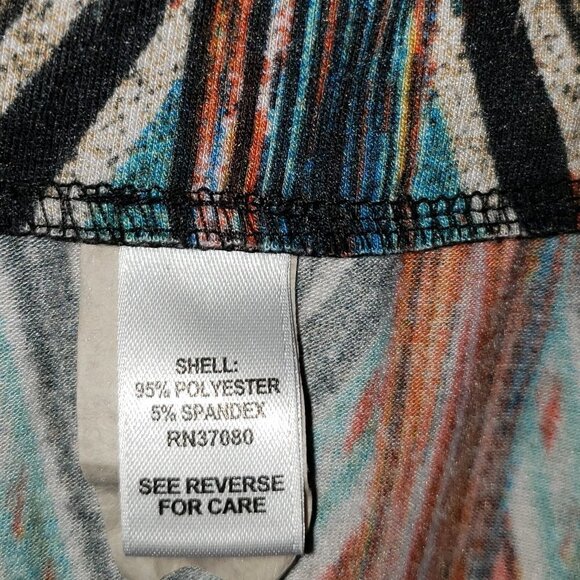 SHELL:
95% POLYESTER
5% SPANDEX
RN37080
SEE REVERSE
FOR CARE